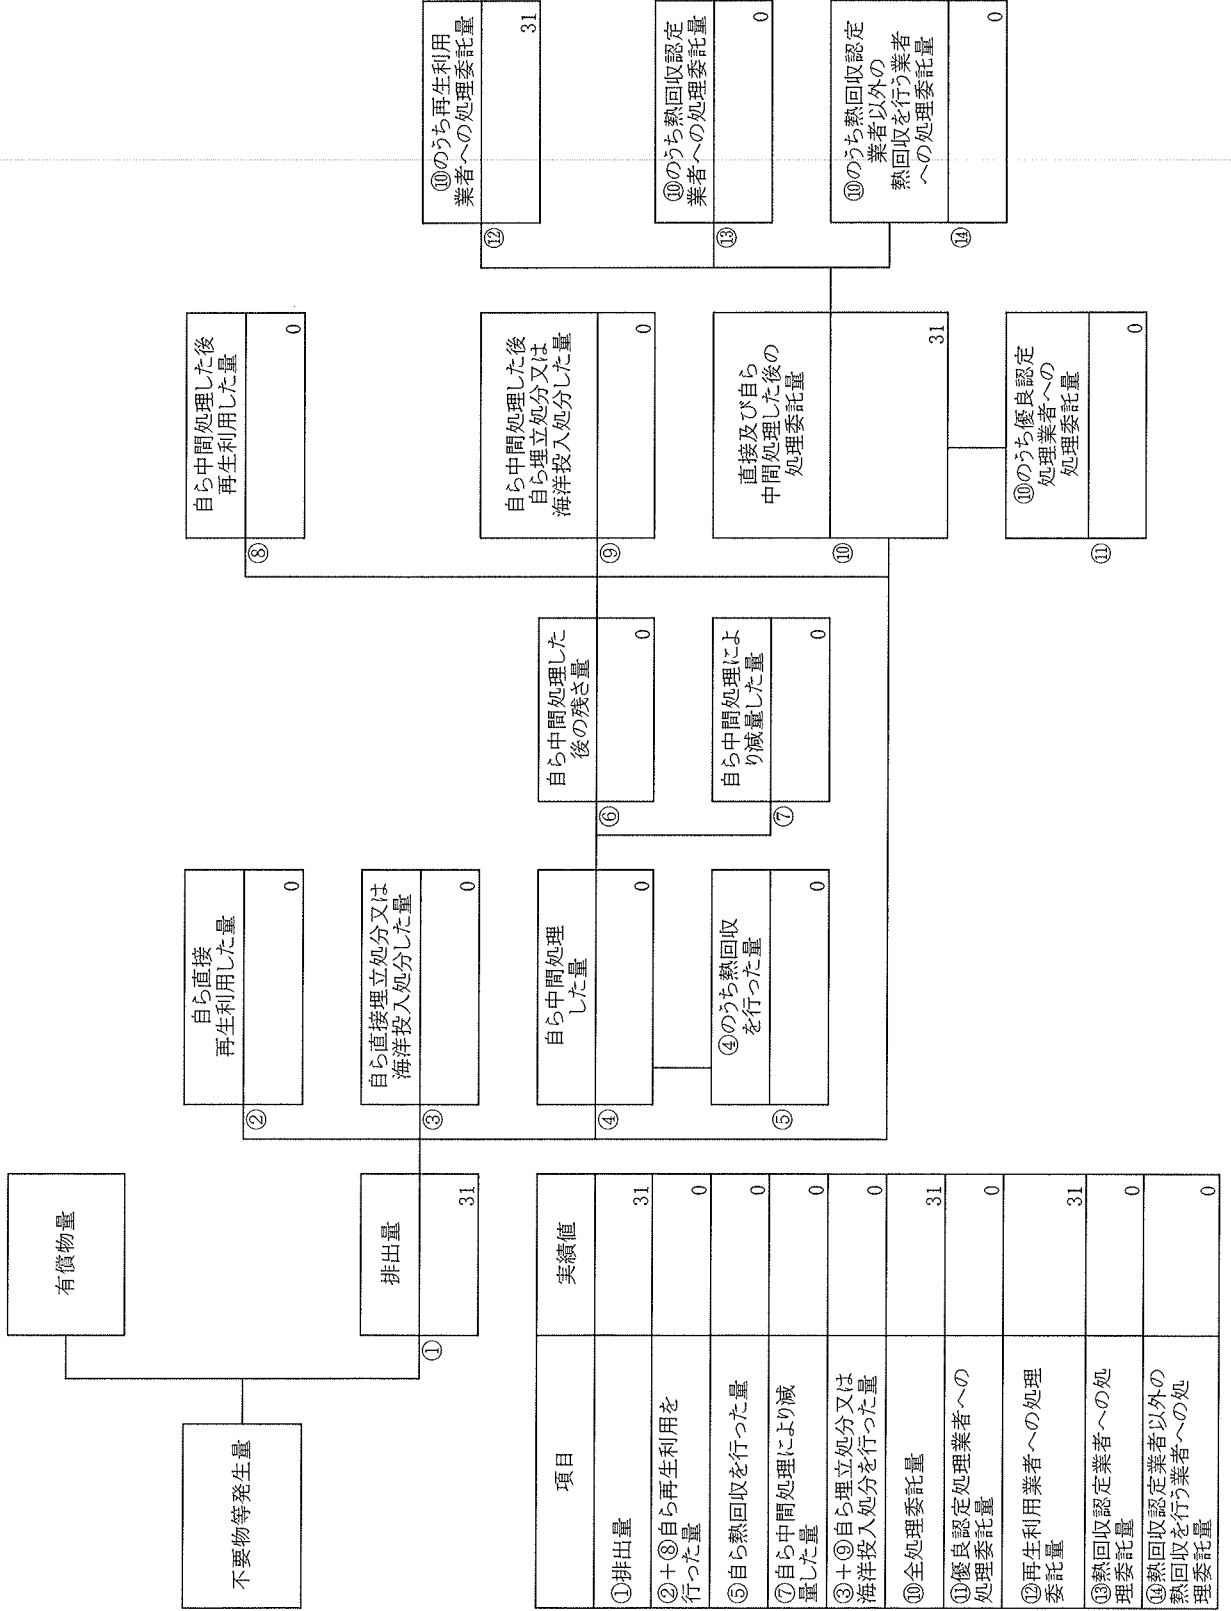 不要物等発生量
有償物量
①
排出量
31
②
自ら直接
再生利用した量
0
③
自ら直接埋立処分又は
海洋投入処分した量
0
④
自ら中間処理
した量
0
⑤
④のうち熱回収
を行った量
0
⑥
自ら中間処理した
後の残さ量
0
⑦
自ら中間処理によ
り減量した量
0
⑧
自ら中間処理した後
再生利用した量
0
⑨
自ら中間処理した後
自ら埋立処分又は
海洋投入処分した量
0
⑩
直接及び自ら
中間処理した後の
処理委託量
31
⑪
⑩のうち優良認定
処理業者への
処理委託量
0
⑫
⑩のうち再生利用
業者への処理委託量
31
⑬
⑩のうち熱回収認定
業者への処理委託量
0
⑭
⑩のうち熱回収認定
業者以外の
熱回収を行う業者
への処理委託量
0
項目
実績値
①排出量
31
②+⑧自ら再生利用を
行った量
0
⑤自ら熱回収を行った量
0
⑦自ら中間処理により減
量した量
0
③+⑨自ら埋立処分又は
海洋投入処分を行った量
0
⑩全処理委託量
31
⑪優良認定処理業者への
処理委託量
0
⑫再生利用業者への処理
委託量
31
⑬熱回収認定業者への処
理委託量
0
⑭熱回収認定業者以外の
熱回収を行う業者への処
理委託量
0